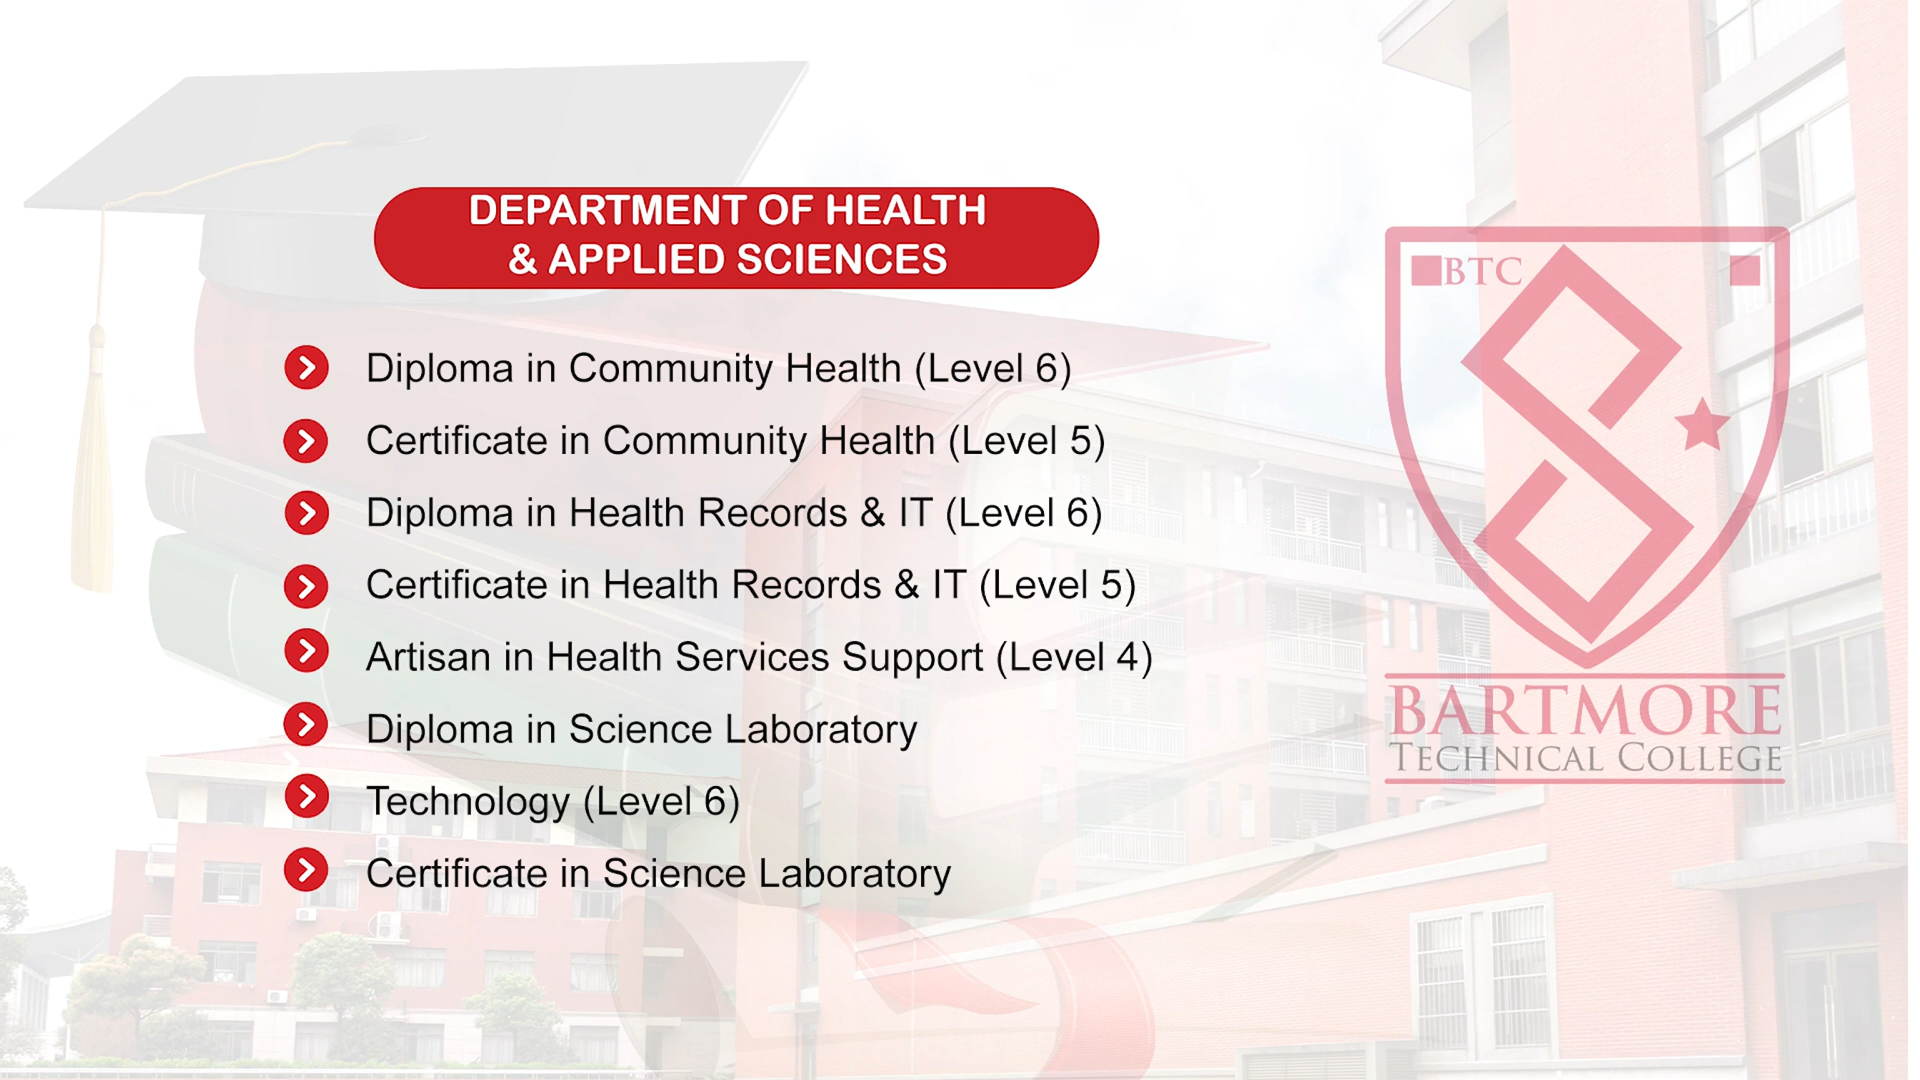 DEPARTMENT OF HEALTH
& APPLIED SCIENCES
Diploma in Community Health (Level 6)
Certificate in Community Health (Level 5)
Diploma in Health Records & IT (Level 6)
Certificate in Health Records & IT (Level 5)
Artisan in Health Services Support (Level 4)
Diploma in Science Laboratory
Technology (Level 6)
Certificate in Science Laboratory
BTC
BARTMORE
TECHNICAL COLLEGE